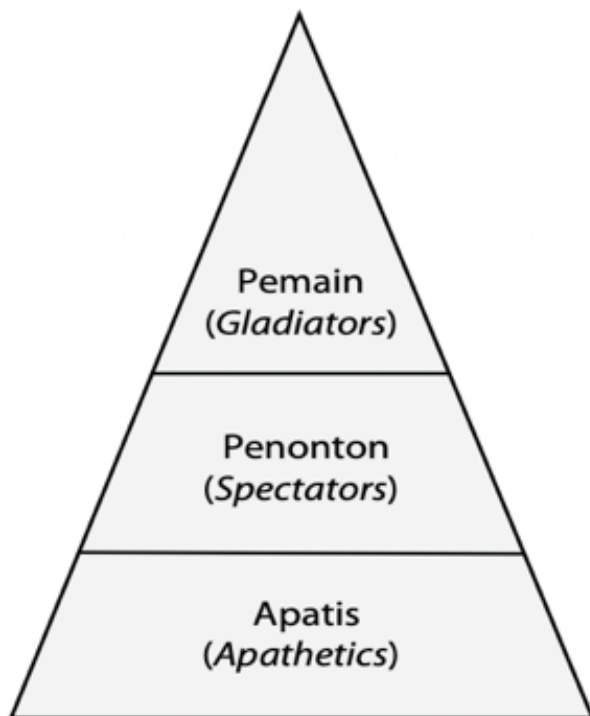 Pemain
(Gladiators)
Penonton
(Spectators)
Apatis
(Apathetics)